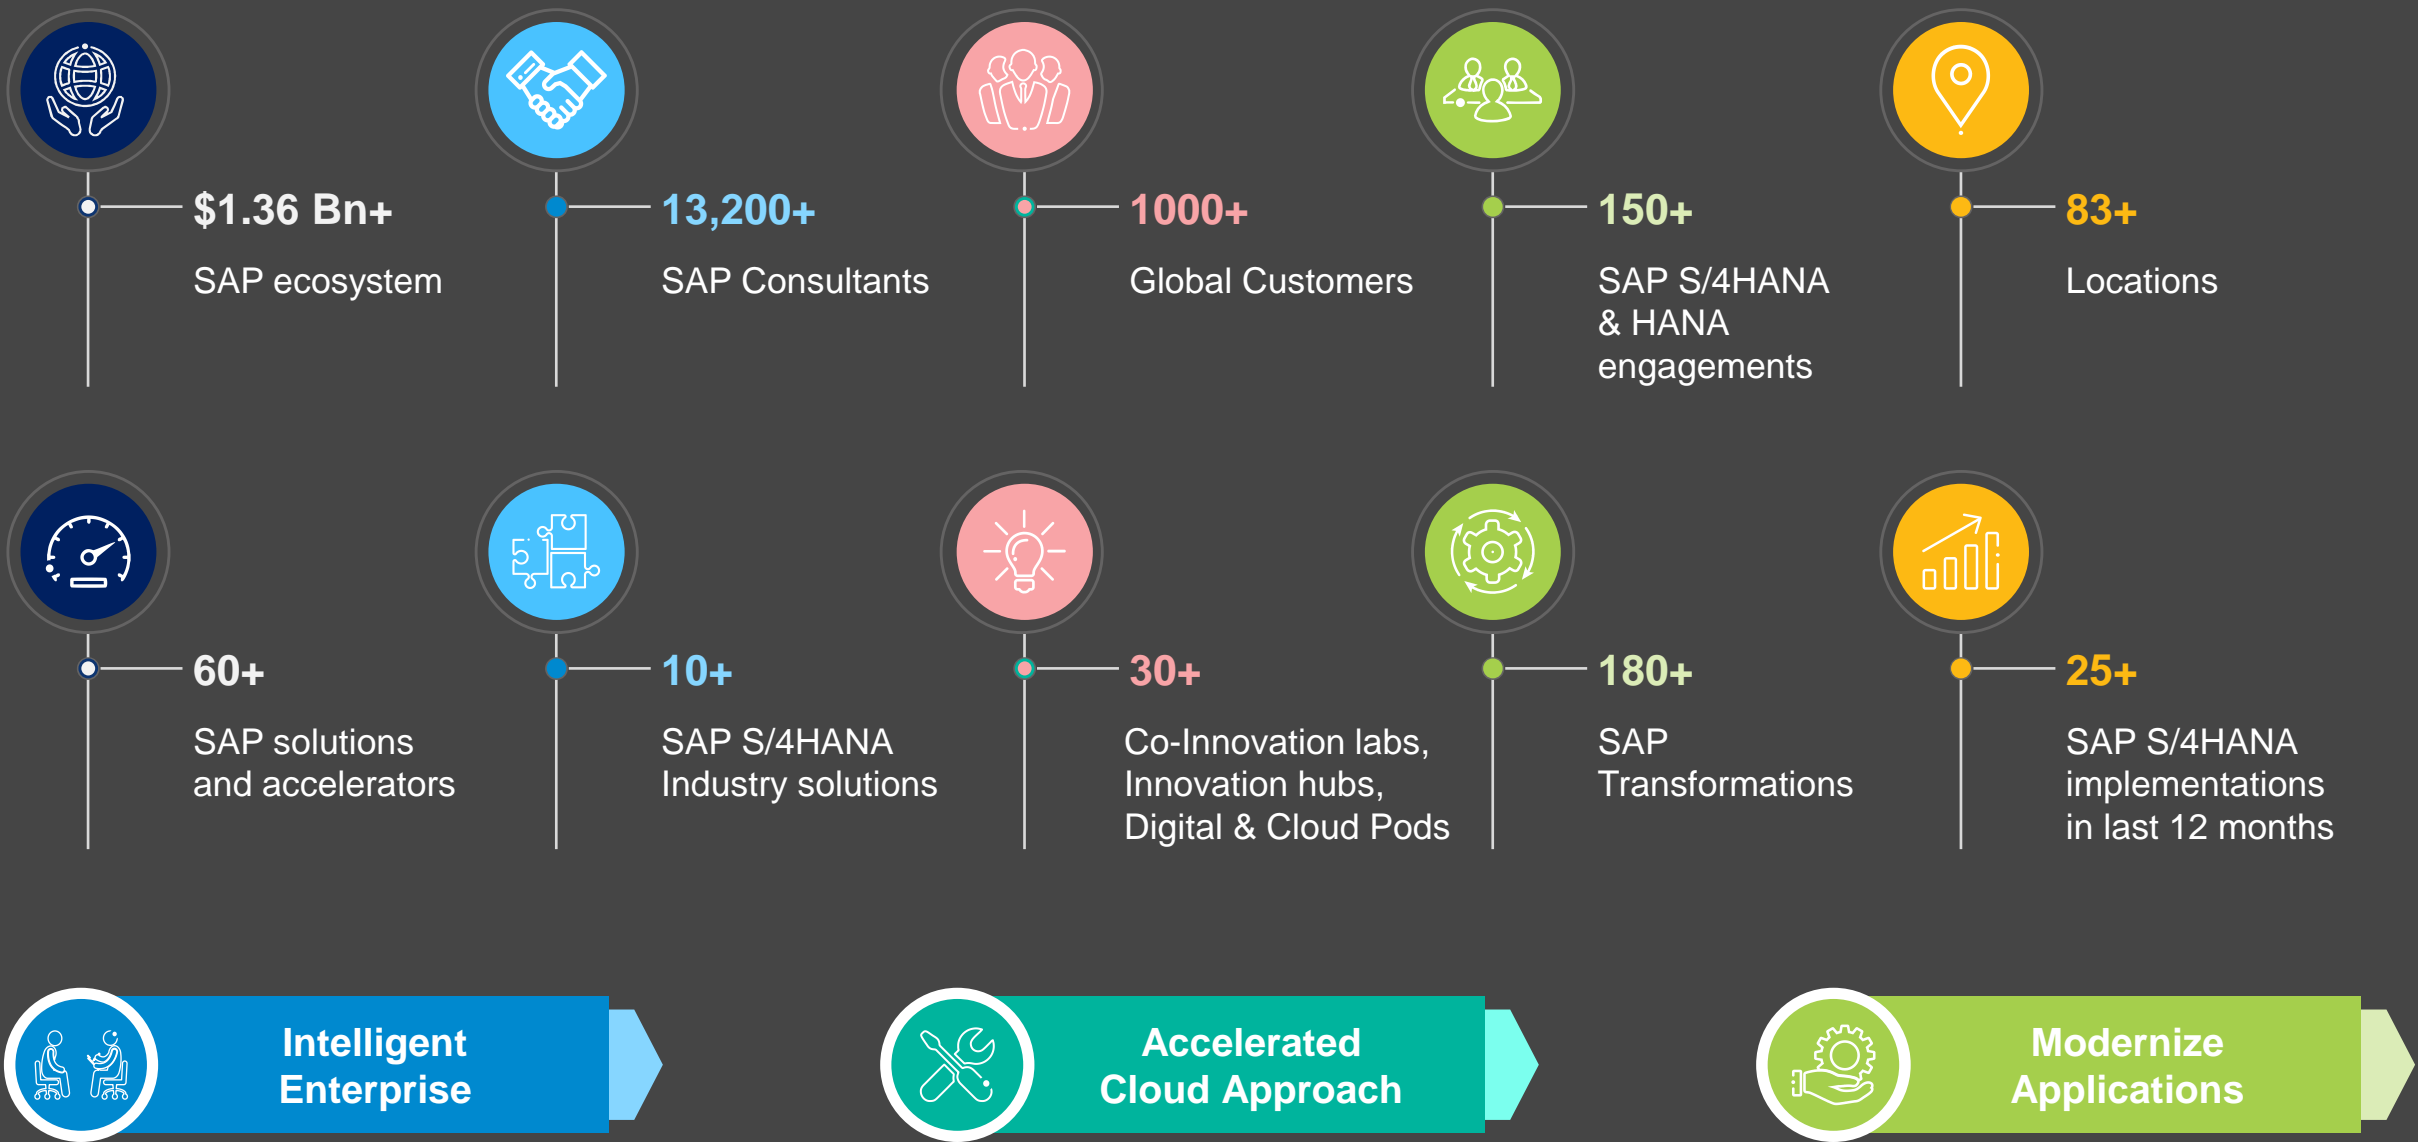 $1.36 Bn+
SAP ecosystem
13,200+
SAP Consultants
1000+
Global Customers
150+
SAP S/4HANA
& HANA
engagements
83+
Locations
60+
SAP solutions
and accelerators
10+
SAP S/4HANA
Industry solutions
30+
Co-Innovation labs,
Innovation hubs,
Digital & Cloud Pods
180+
SAP
Transformations
25+
SAP S/4HANA
implementations
in last 12 months
Intelligent
Enterprise
Accelerated
Cloud Approach
Modernize
Applications